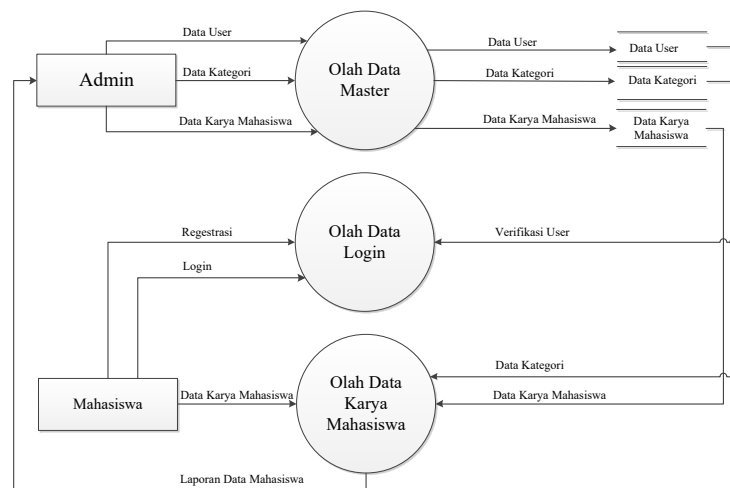 Data User
Data User
Data User
Admin
Data Kategori
Olah Data
Master
Data Kategori
Data Kategori
Data Karya Mahasiswa
Data Karya Mahasiswa
Data Karya
Mahasiswa
Regestrasi
Olah Data
Login
Verifikasi User
Login
Data Kategori
Mahasiswa
Data Karya Mahasiswa
Olah Data
Karya
Mahasiswa
Data Karya Mahasiswa
Laporan Data Mahasiswa